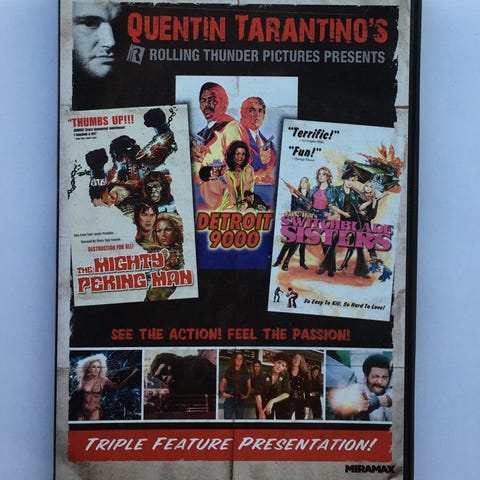 QUENTIN TARANTINO'S
ROLLING THUNDER PICTURES PRESENTS
"THUMBS UP!!!
DETROIT
9000
"Terrific!"
"Fun!"
DESTRUCTION FOR ALL!
THE MIGHTY
PEKING MAN
SWITCHBLADE
SISTERS
So Easy To Kill, So Hard To Love!
SEE THE ACTION! FEEL THE PASSION!
TRIPLE FEATURE PRESENTATION!
MIRAMAX